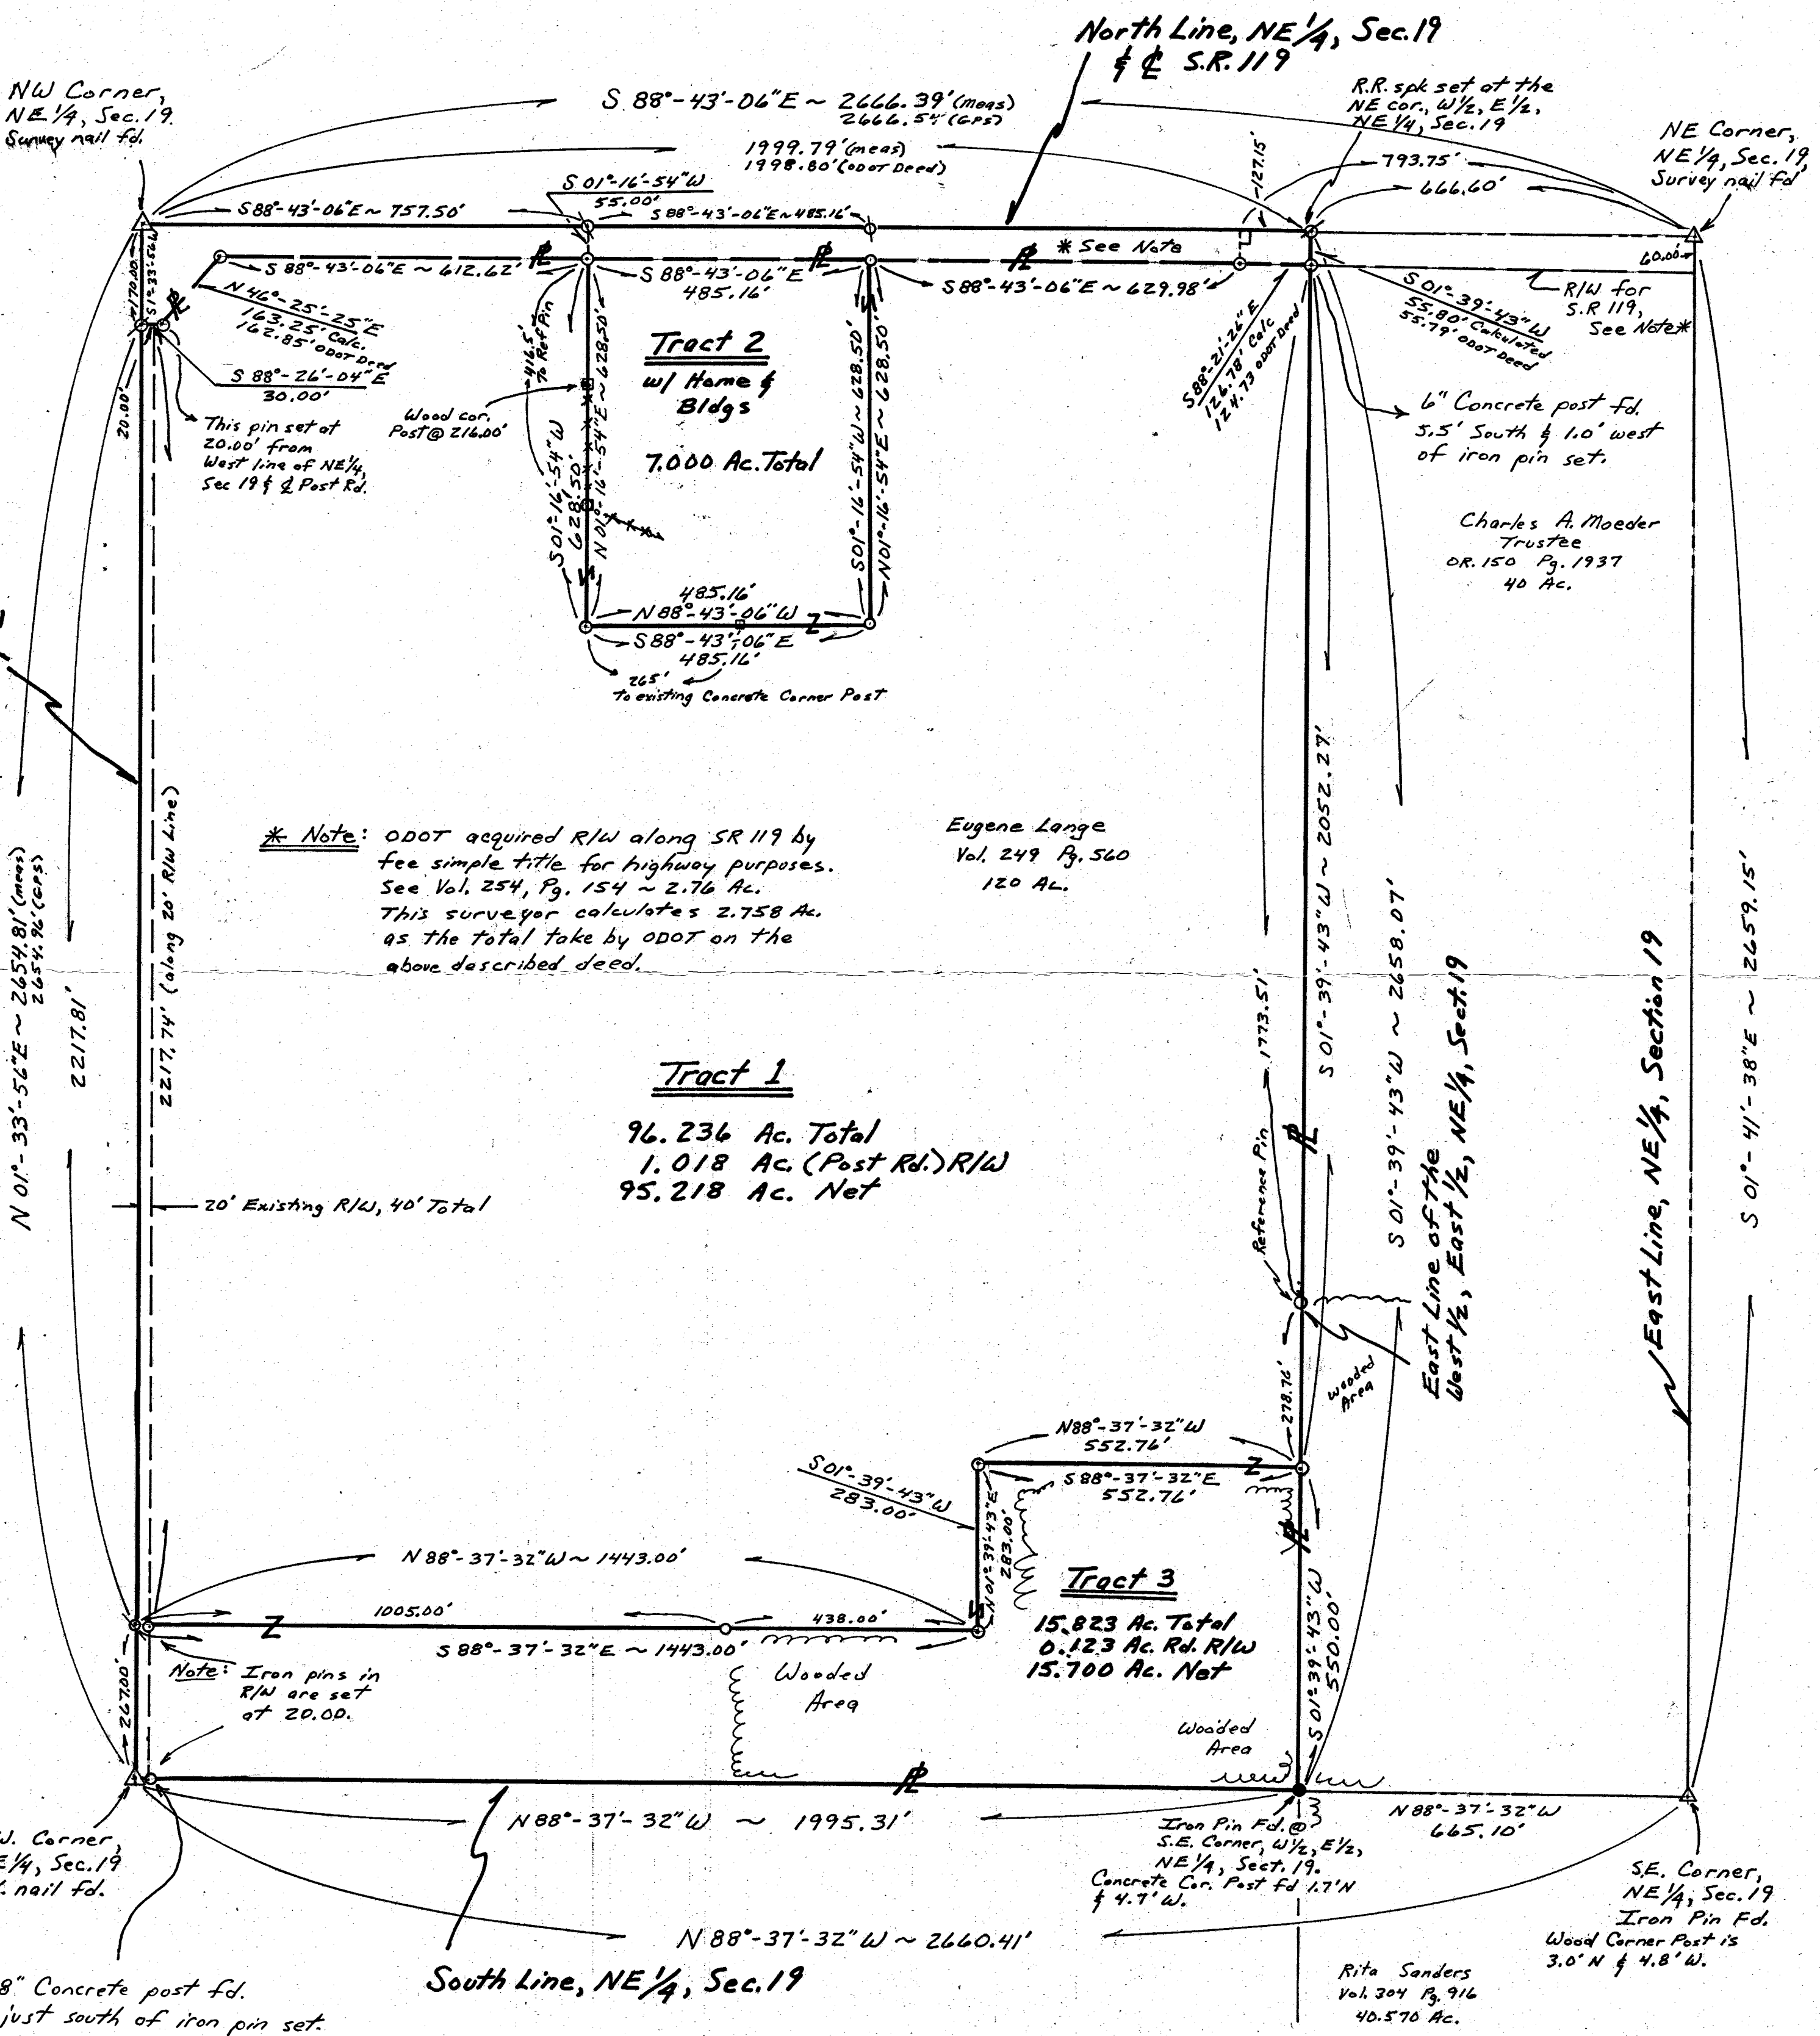 North Line, NE 1/4, Sec. 19
& ℄ S.R. 119
NW Corner,
NE 1/4, Sec. 19.
Survey nail fd.
S 88°-43'-06"E ~ 2666.39' (meas)
2666.54' (GPS)
1999.79' (meas)
1998.80' (ODOT Deed)
R.R. spk set at the
NE cor., W 1/2, E 1/2,
NE 1/4, Sec. 19
NE Corner,
NE 1/4, Sec. 19,
Survey nail fd
127.15'
793.75'
666.60'
S 01°-16'-54"W
55.00'
S 88°-43'-06"E ~ 757.50'
S 88°-43'-06"E ~ 485.16'
170.00'
S 1°-33'-56"W
S 88°-43'-06"E ~ 612.62'
℄
S 88°-43'-06"E
485.16'
* See Note
S 88°-43'-06"E ~ 629.98'
60.00'
N 46°-25'-25"E
163.25' Calc.
162.85' ODOT Deed
S 88°-26'-04"E
30.00'
20.00'
This pin set at
20.00' from
West line of NE 1/4,
Sec 19 & ℄ Post Rd.
Wood cor.
Post @ 216.00'
416.5'
To Ref Pin
S 01°-16'-54"W
628.50'
N 01°-16'-54"E ~ 628.50'
Tract 2
w/ Home &
Bldgs
7.000 Ac. Total
S 01°-16'-54"W ~ 628.50'
N 01°-16'-54"E ~ 628.50'
485.16'
N 88°-43'-06"W
S 88°-43'-06"E
485.16'
265'
to existing Concrete Corner Post
S 88°-21'-26"E
126.78' Calc
124.73 ODOT Deed
S 01°-39'-43"W
55.80' Calculated
55.79' ODOT Deed
R/W for
S.R 119,
See Note*
6" Concrete post fd.
5.5' South & 1.0' west
of iron pin set.
Charles A. Moeder
Trustee
OR. 150 Pg. 1937
40 Ac.
* Note: ODOT acquired R/W along SR 119 by
fee simple title for highway purposes.
See Vol. 254, Pg. 154 ~ 2.76 Ac.
This surveyor calculates 2.758 Ac.
as the total take by ODOT on the
above described deed.
Eugene Lange
Vol. 249 Pg. 560
120 Ac.
N 01°-33'-56"E ~ 2654.81' (meas)
2654.96' (GPS)
2217.81'
2217.74' (along 20' R/W Line)
Tract 1
96.236 Ac. Total
1.018 Ac. (Post Rd.) R/W
95.218 Ac. Net
20' Existing R/W, 40' Total
Reference Pin 1773.51'
S 01°-39'-43"W ~ 2052.27'
S 01°-39'-43"W ~ 2658.07'
East Line of the
West 1/2, East 1/2, NE 1/4, Sect. 19
East Line, NE 1/4, Section 19
S 01°-41'-38"E ~ 2659.15'
278.76'
Wooded
Area
N 88°-37'-32"W
552.76'
S 88°-37'-32"E
552.76'
S 01°-39'-43"W
283.00'
N 01°-39'-43"E
283.00'
N 88°-37'-32"W ~ 1443.00'
1005.00'
438.00'
S 88°-37'-32"E ~ 1443.00'
Tract 3
15.823 Ac. Total
0.123 Ac. Rd. R/W
15.700 Ac. Net
S 01°-39'-43"W
550.00'
267.00'
Note: Iron pins in
R/W are set
at 20.00.
Wooded
Area
Wooded
Area
N 88°-37'-32"W ~ 1995.31'
N 88°-37'-32"W
665.10'
W. Corner,
E 1/4, Sec. 19
nail fd.
Iron Pin Fd. @
S.E. Corner, W 1/2, E 1/2,
NE 1/4, Sect. 19.
Concrete Cor. Post fd 1.7' N
& 4.7' W.
S.E. Corner,
NE 1/4, Sec. 19
Iron Pin Fd.
Wood Corner Post is
3.0' N & 4.8' W.
N 88°-37'-32"W ~ 2660.41'
South Line, NE 1/4, Sec. 19
8" Concrete post fd.
just south of iron pin set.
Rita Sanders
Vol. 304 Pg. 916
40.570 Ac.